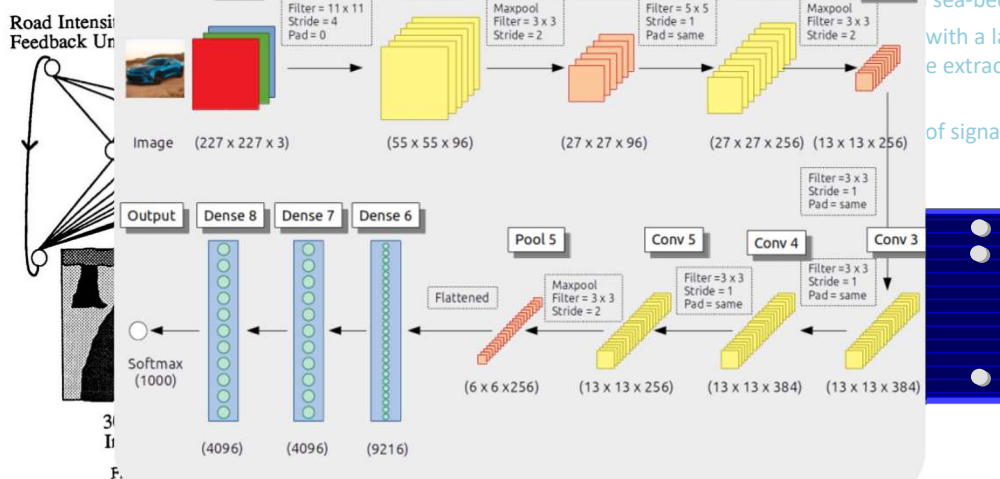 Road Intensit
Feedback Un
Filter = 11 x 11
Stride = 4
Pad = 0
Maxpool
Filter = 3 x 3
Stride = 2
Filter = 5 x 5
Stride = 1
Pad = same
Maxpool
Filter = 3 x 3
Stride = 2
sea-be
with a la
e extrac
of signa
Image
(227 x 227 x 3)
(55 x 55 x 96)
(27 x 27 x 96)
(27 x 27 x 256)
(13 x 13 x 256)
Filter =3 x 3
Stride = 1
Pad = same
Output
Dense 8
Dense 7
Dense 6
Pool 5
Conv 5
Conv 4
Conv 3
Flattened
Maxpool
Filter = 3 x 3
Stride = 2
Filter =3 x 3
Stride = 1
Pad = same
Filter =3 x 3
Stride = 1
Pad = same
Softmax
(1000)
(6 x 6 x256)
(13 x 13 x 256)
(13 x 13 x 384)
(13 x 13 x 384)
(4096)
(4096)
(9216)
30